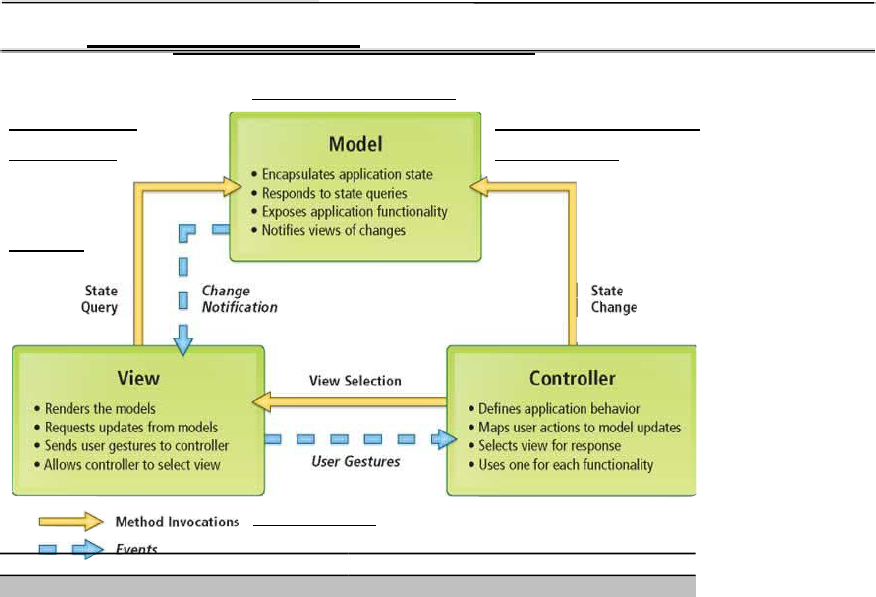 Model
• Encapsulates application state
• Responds to state queries
• Exposes application functionality
• Notifies views of changes
State
Query
Change
Notification
State
Change
View
• Renders the models
• Requests updates from models
• Sends user gestures to controller
• Allows controller to select view
View Selection
User Gestures
Controller
• Defines application behavior
• Maps user actions to model updates
• Selects view for response
• Uses one for each functionality
Method Invocations
Events